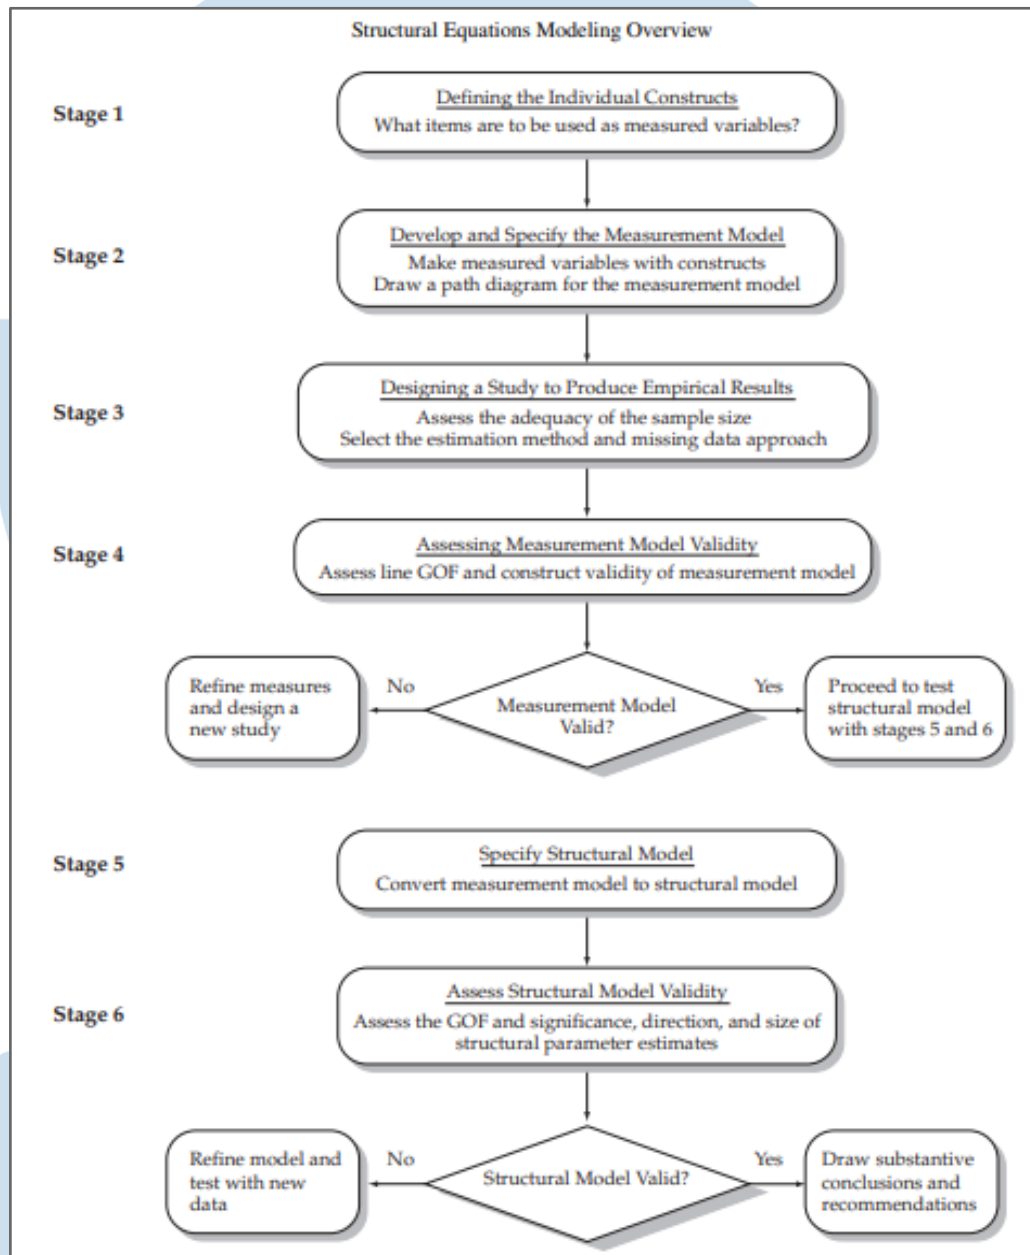 Structural Equations Modeling Overview
Stage 1
Defining the Individual Constructs
What items are to be used as measured variables?
Stage 2
Develop and Specify the Measurement Model
Make measured variables with constructs
Draw a path diagram for the measurement model
Stage 3
Designing a Study to Produce Empirical Results
Assess the adequacy of the sample size
Select the estimation method and missing data approach
Stage 4
Assessing Measurement Model Validity
Assess line GOF and construct validity of measurement model
Refine measures
and design a
new study
No
Measurement Model
Valid?
Yes
Proceed to test
structural model
with stages 5 and 6
Stage 5
Specify Structural Model
Convert measurement model to structural model
Stage 6
Assess Structural Model Validity
Assess the GOF and significance, direction, and size of
structural parameter estimates
Refine model and
test with new
data
No
Structural Model Valid?
Yes
Draw substantive
conclusions and
recommendations